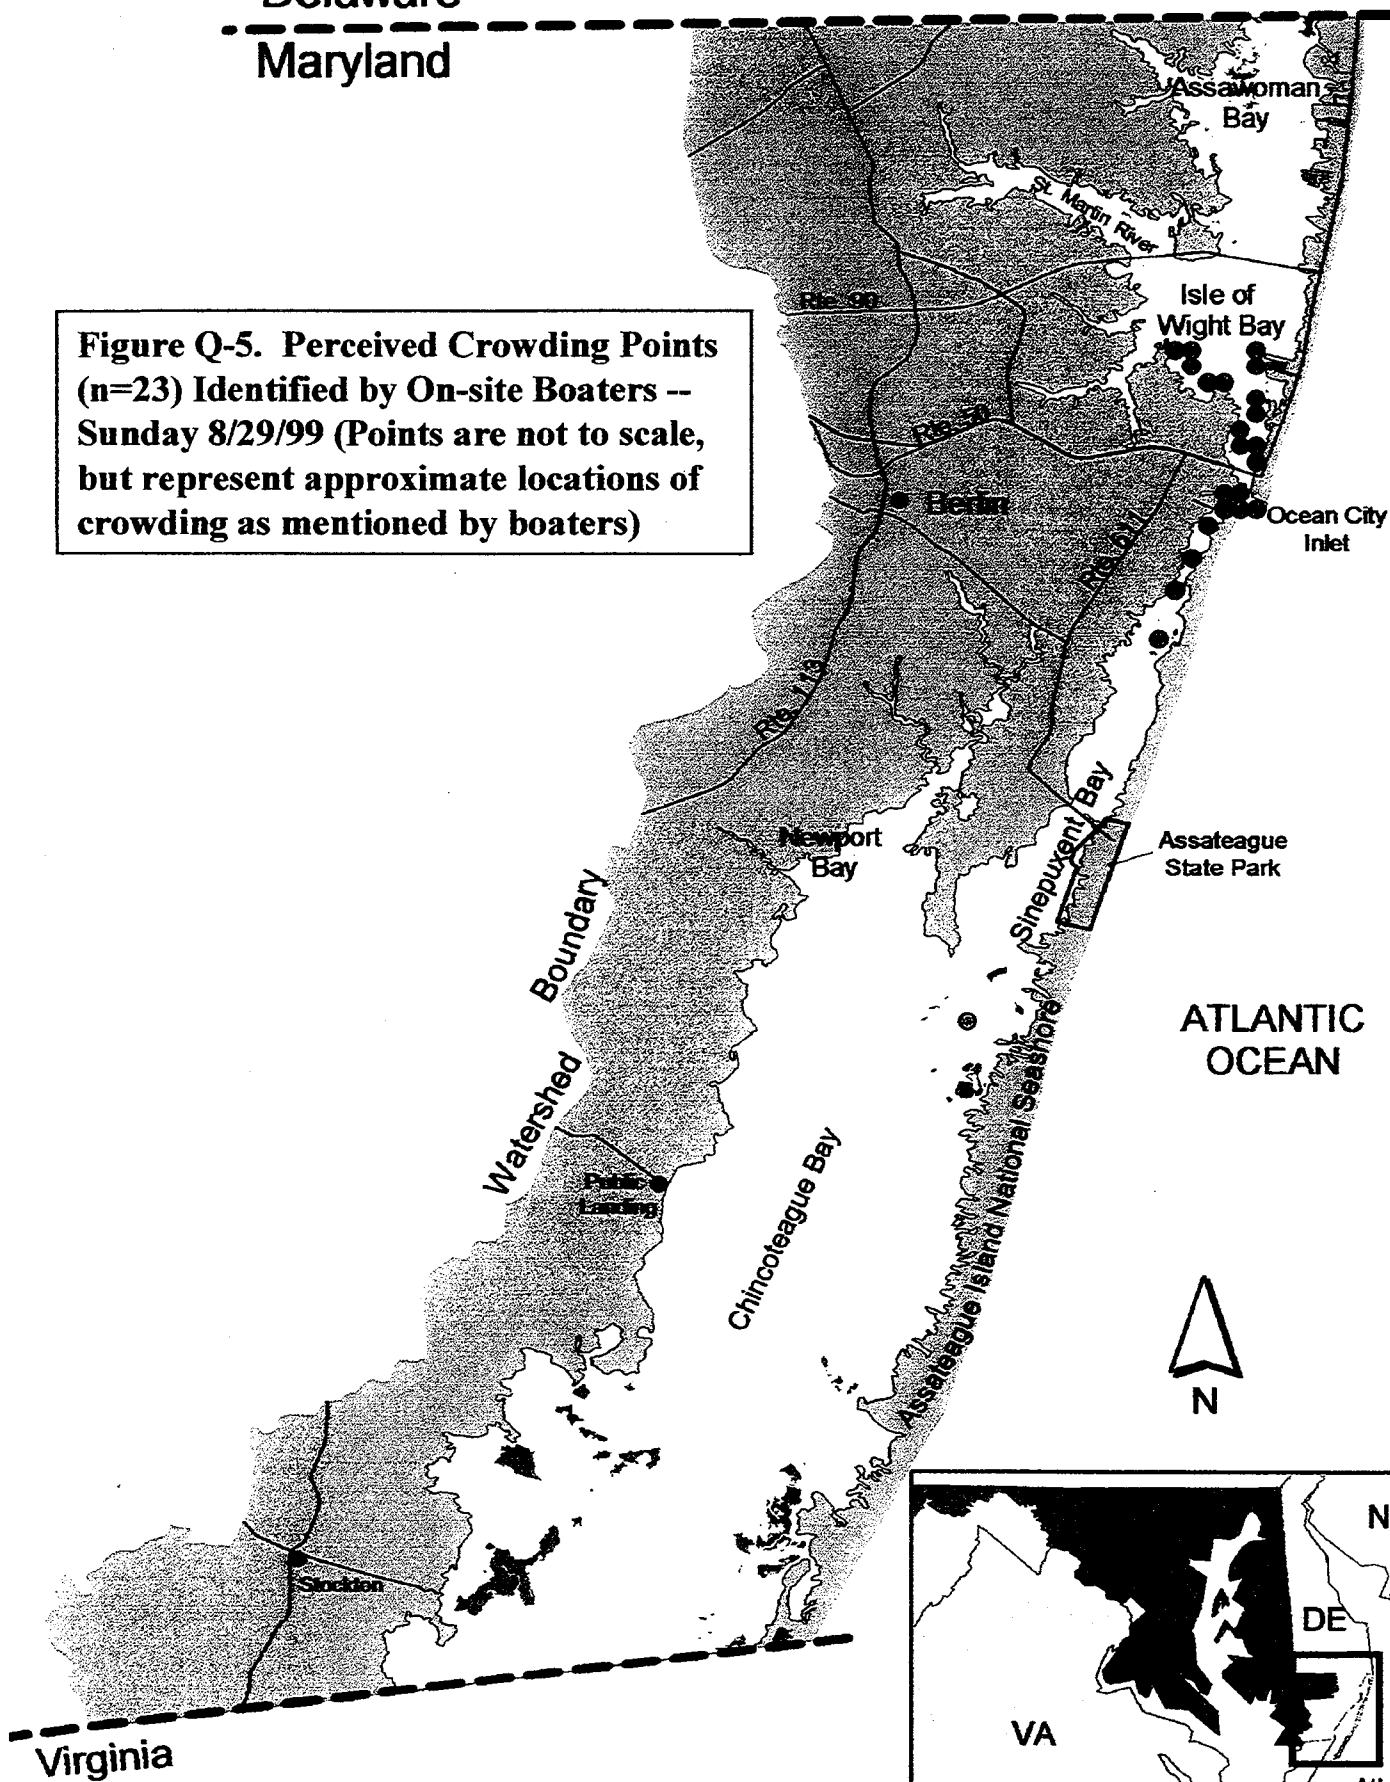 Delaware
Maryland
Assawoman
Bay
St. Martin River
Rte. 90
Isle of
Wight Bay
Figure Q-5. Perceived Crowding Points
(n=23) Identified by On-site Boaters --
Sunday 8/29/99 (Points are not to scale,
but represent approximate locations of
crowding as mentioned by boaters)
Rte. 50
Berlin
Rte. 611
Ocean City
Inlet
Rte. 113
Newport
Bay
Sinepuxent Bay
Assateague
State Park
Watershed Boundary
ATLANTIC
OCEAN
Public
Landing
Chincoteague Bay
Assateague Island National Seashore
N
Stockton
Virginia
N
DE
VA